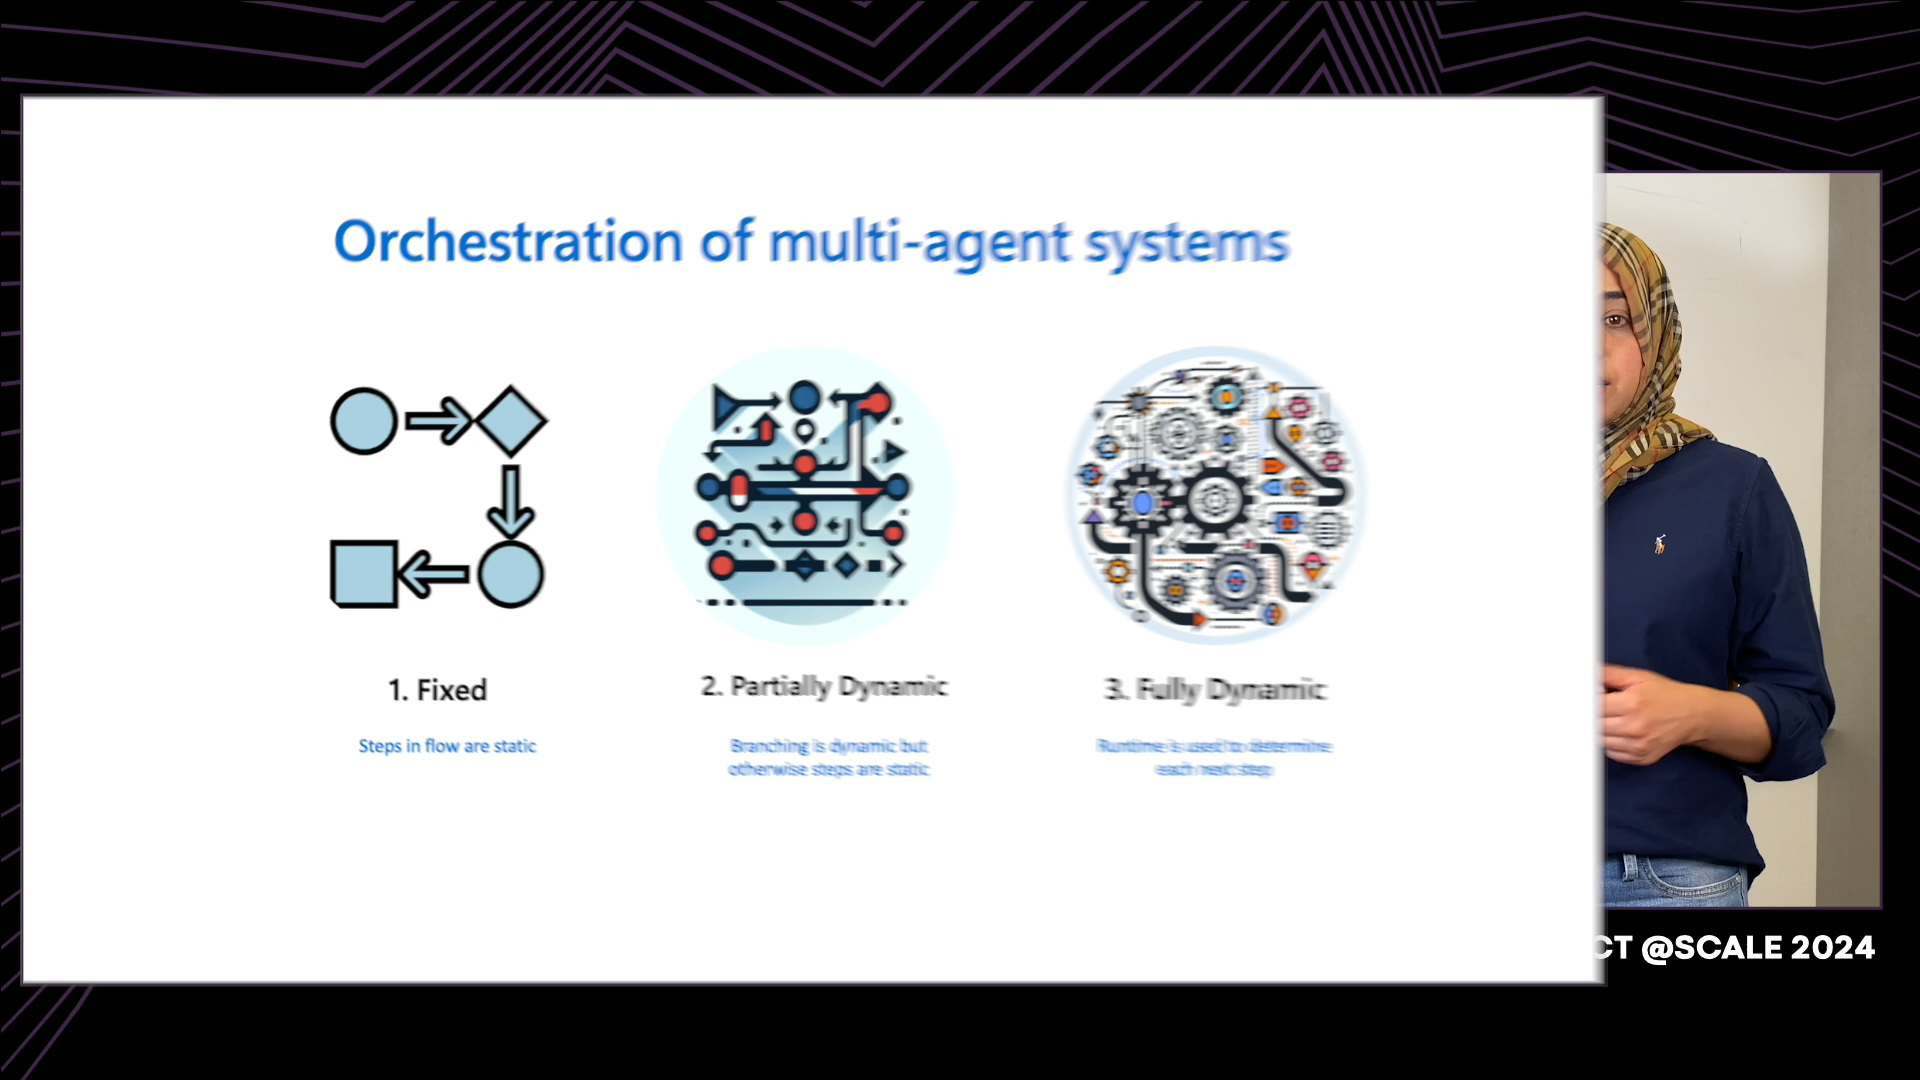 Orchestration of multi-agent systems
1. Fixed
2. Partially Dynamic
3. Fully Dynamic
Steps in flow are static
Branching is dynamic but
otherwise steps are static
Runtime is used to determine
each next step
CT @SCALE 2024